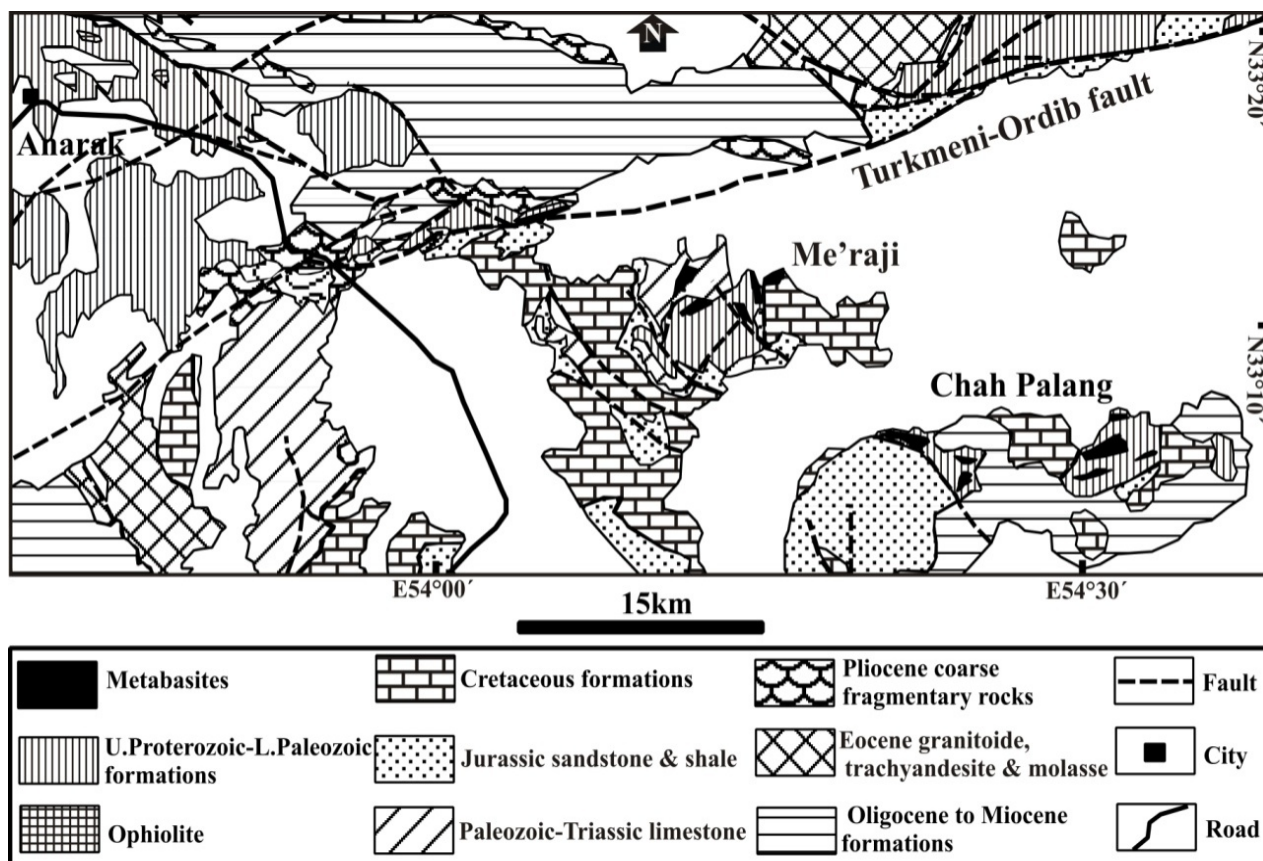 N
N33°20´
Anarak
Turkmeni-Ordib fault
Me’raji
N33°10´
Chah Palang
E54°00´
E54°30´
15km
Metabasites
Cretaceous formations
Pliocene coarse
fragmentary rocks
Fault
U.Proterozoic-L.Paleozoic
formations
Jurassic sandstone & shale
Eocene granitoide,
trachyandesite & molasse
City
Ophiolite
Paleozoic-Triassic limestone
Oligocene to Miocene
formations
Road